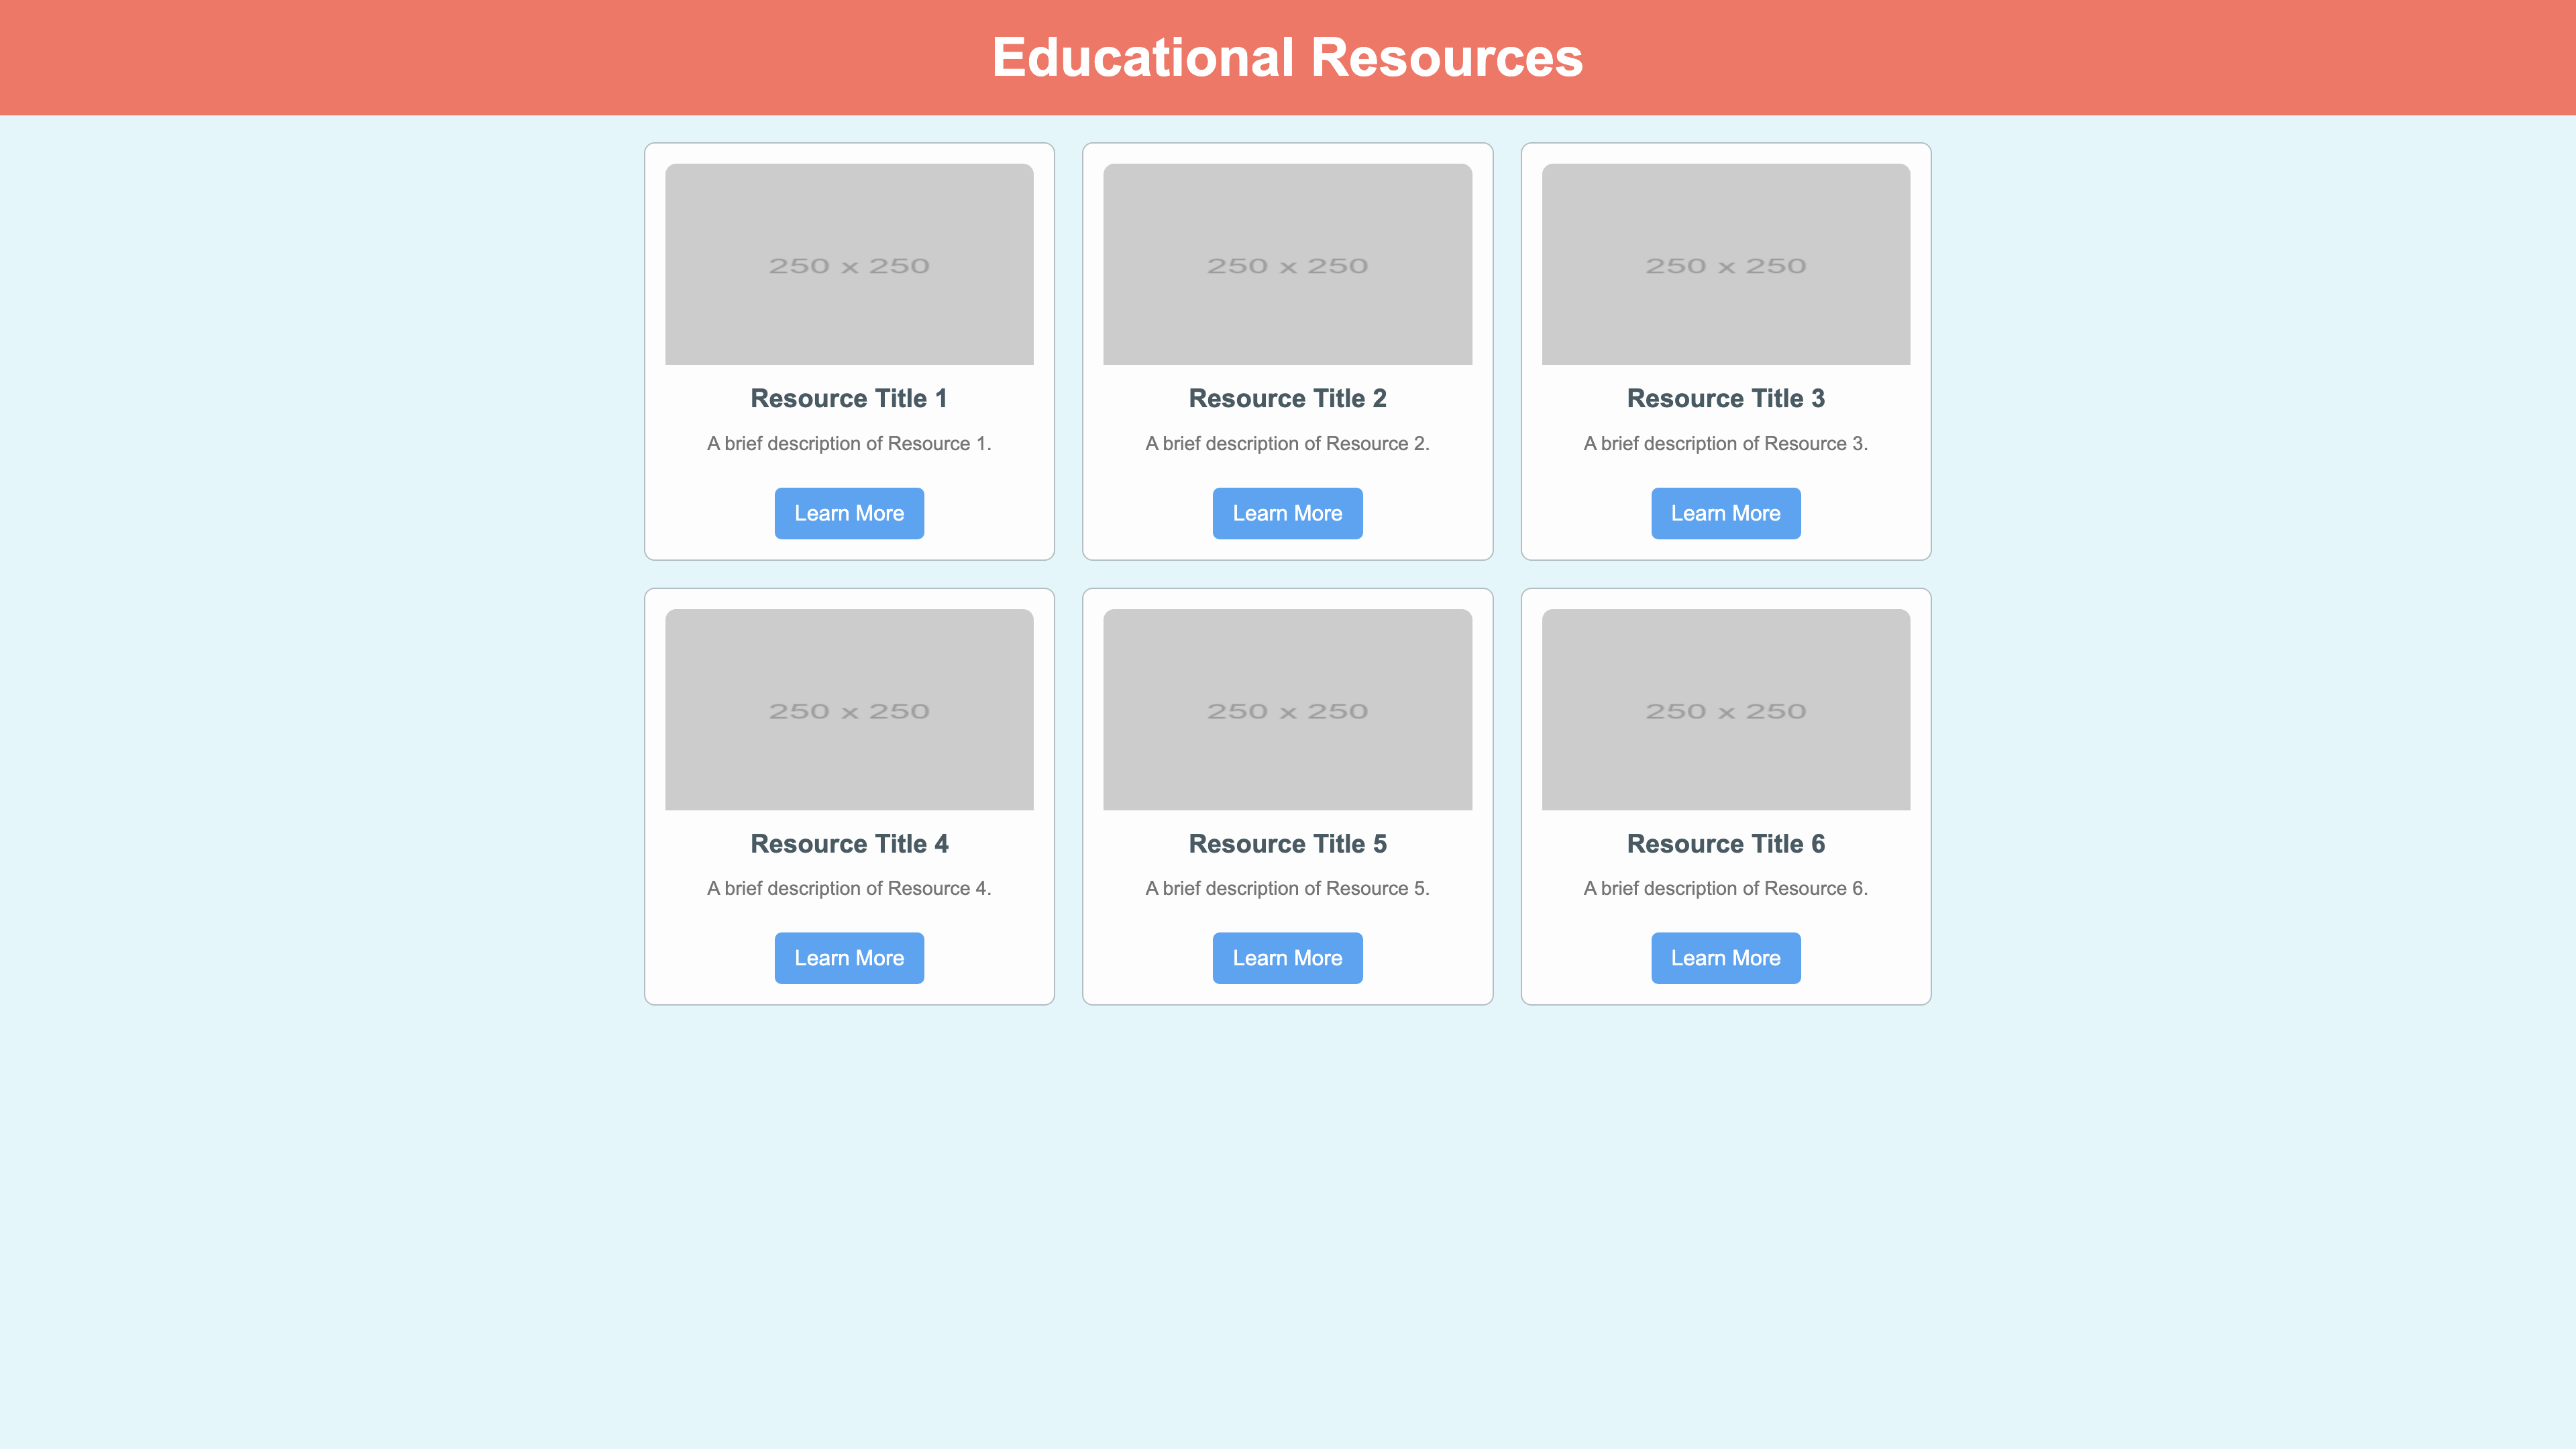 Educational Resources
250 x 250
250 x 250
250 x 250
Resource Title 1
Resource Title 2
Resource Title 3
A brief description of Resource 1.
A brief description of Resource 2.
A brief description of Resource 3.
Learn More
Learn More
Learn More
250 x 250
250 x 250
250 x 250
Resource Title 4
Resource Title 5
Resource Title 6
A brief description of Resource 4.
A brief description of Resource 5.
A brief description of Resource 6.
Learn More
Learn More
Learn More